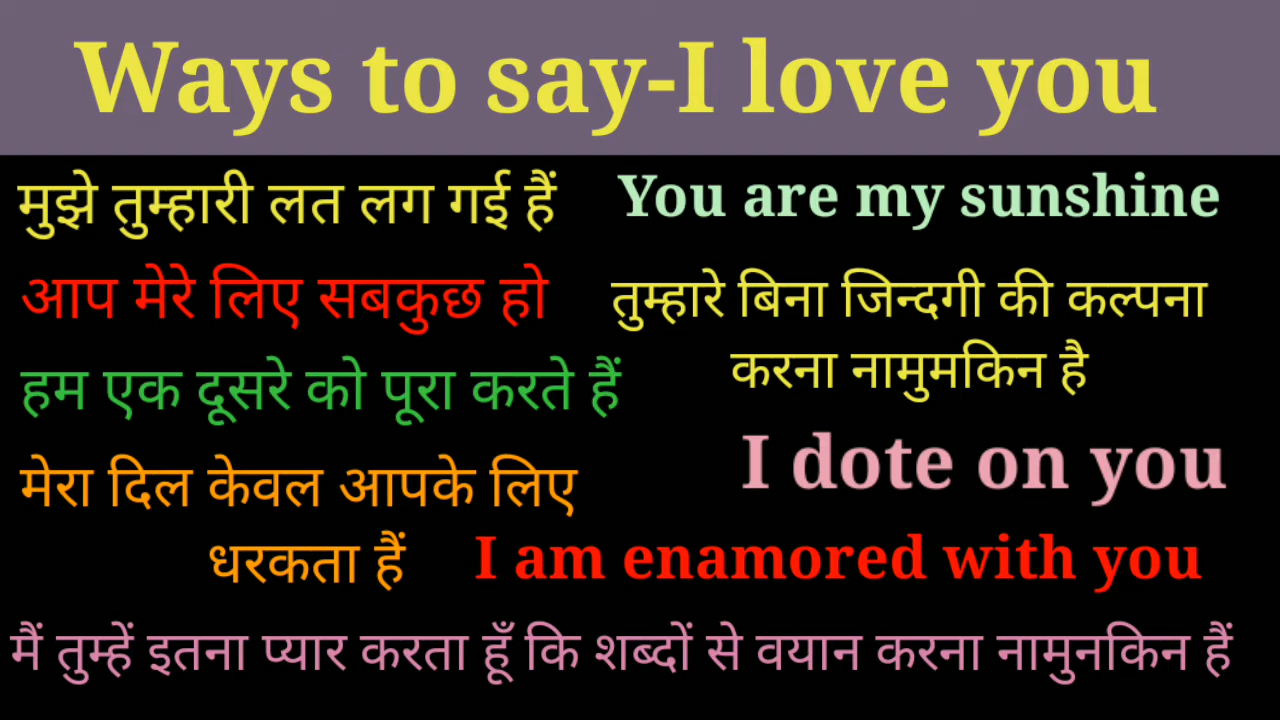 Ways to say-I love you
मुझे तुम्हारी लत लग गई हैं
You are my sunshine
आप मेरे लिए सबकुछ हो
तुम्हारे बिना जिन्दगी की कल्पना
करना नामुमकिन है
हम एक दूसरे को पूरा करते हैं
I dote on you
मेरा दिल केवल आपके लिए
धरकता हैं
I am enamored with you
मैं तुम्हें इतना प्यार करता हूँ कि शब्दों से वयान करना नामुनकिन हैं